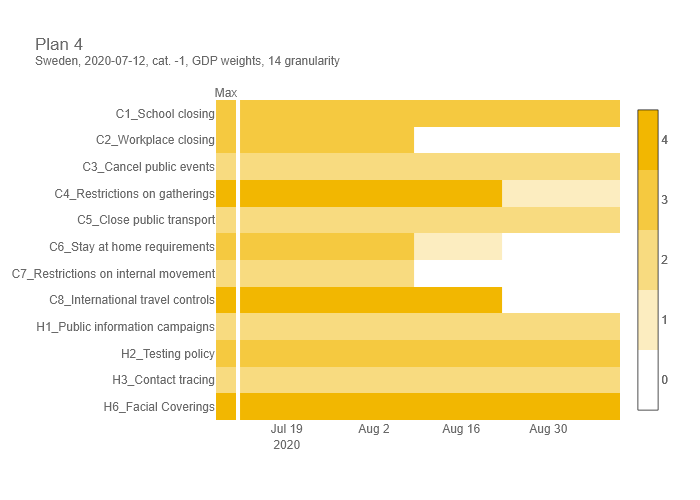 Plan 4
Sweden, 2020-07-12, cat. -1, GDP weights, 14 granularity
Max
C1_School closing
C2_Workplace closing
C3_Cancel public events
C4_Restrictions on gatherings
C5_Close public transport
C6_Stay at home requirements
C7_Restrictions on internal movement
C8_International travel controls
H1_Public information campaigns
H2_Testing policy
H3_Contact tracing
H6_Facial Coverings
Jul 19 Aug 2 Aug 16 Aug 30
2020
4
3
2
1
0